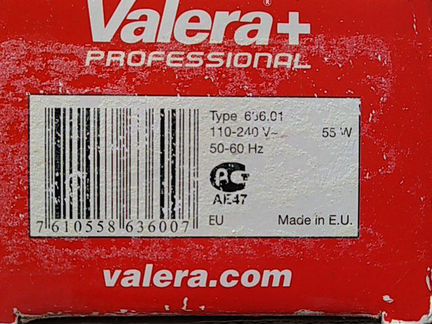 Valera+
PROFESSIONAL
Type 636.01
110-240 V~ 55 W
50-60 Hz
AE47
EU Made in E.U.
7 610558 636007
valera.com